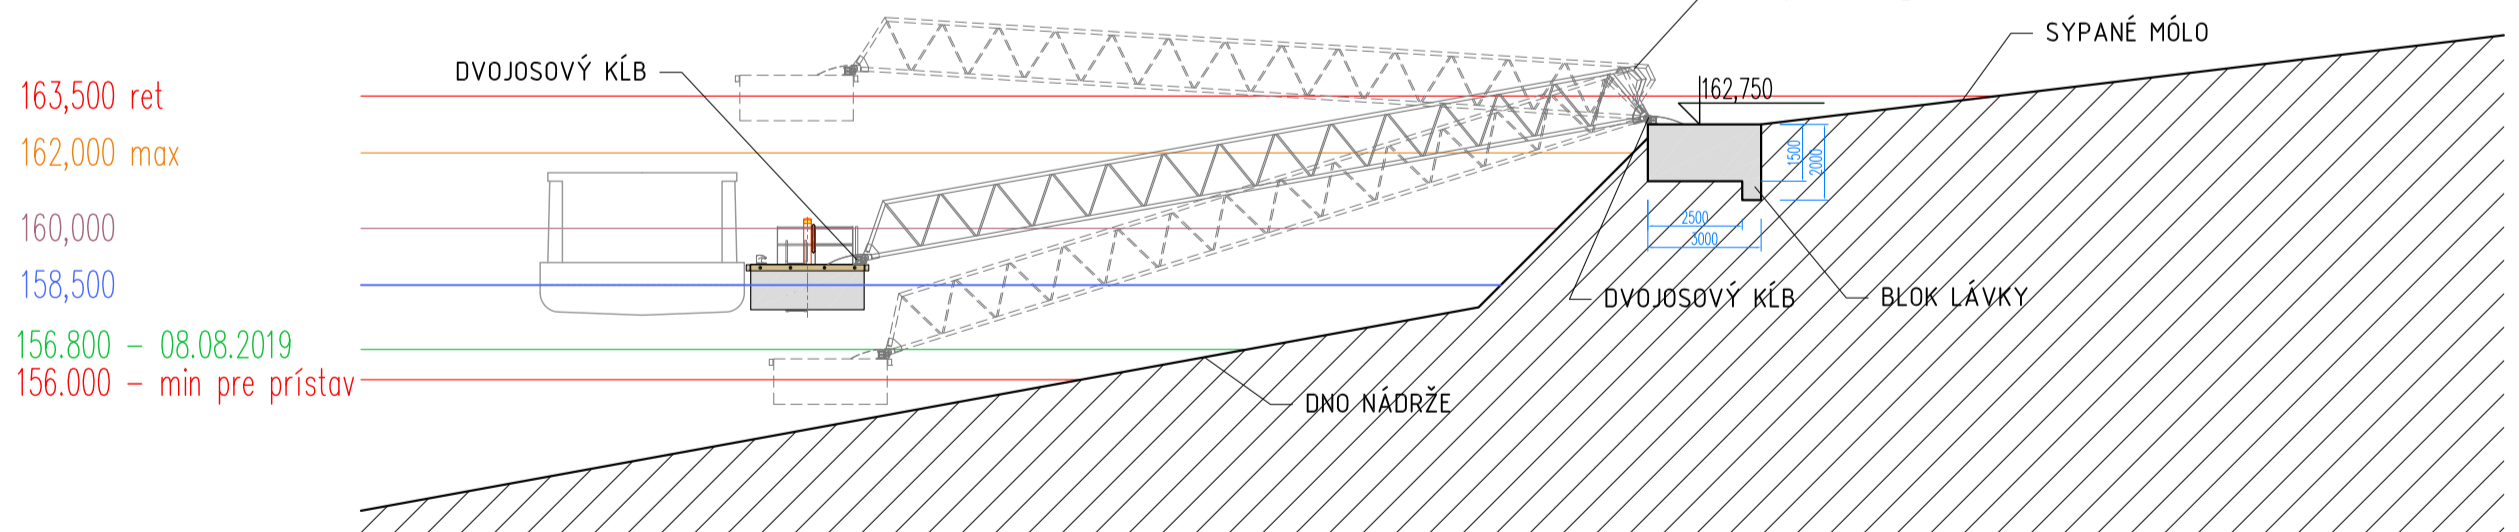 SYPANÉ MÓLO
DVOJOSOVÝ KĹB
163,500 ret
162,750
162,000 max
1500
2000
160,000
2500
3000
158,500
DVOJOSOVÝ KĹB
BLOK LÁVKY
156.800 – 08.08.2019
156.000 – min pre prístav
DNO NÁDRŽE